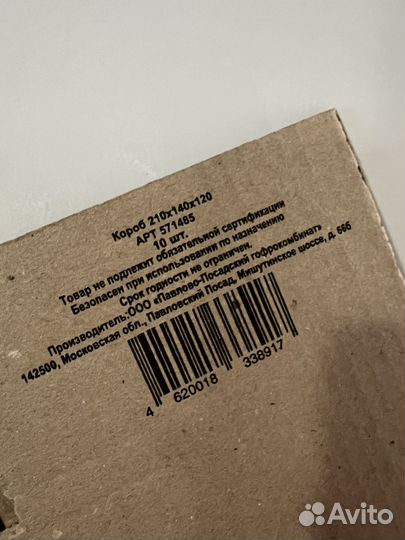 Короб 210х140х120
АРТ 571485
10 шт.
Товар не подлежит обязательной сертификации
Безопасен при использовании по назначению
Срок годности не ограничен.
Производитель:ООО «Павлово-Посадский гофрокомбинат»
142500, Московская обл., Павловский Посад, Мишутинское шоссе, д. 66б
4 620018 338917
Avito